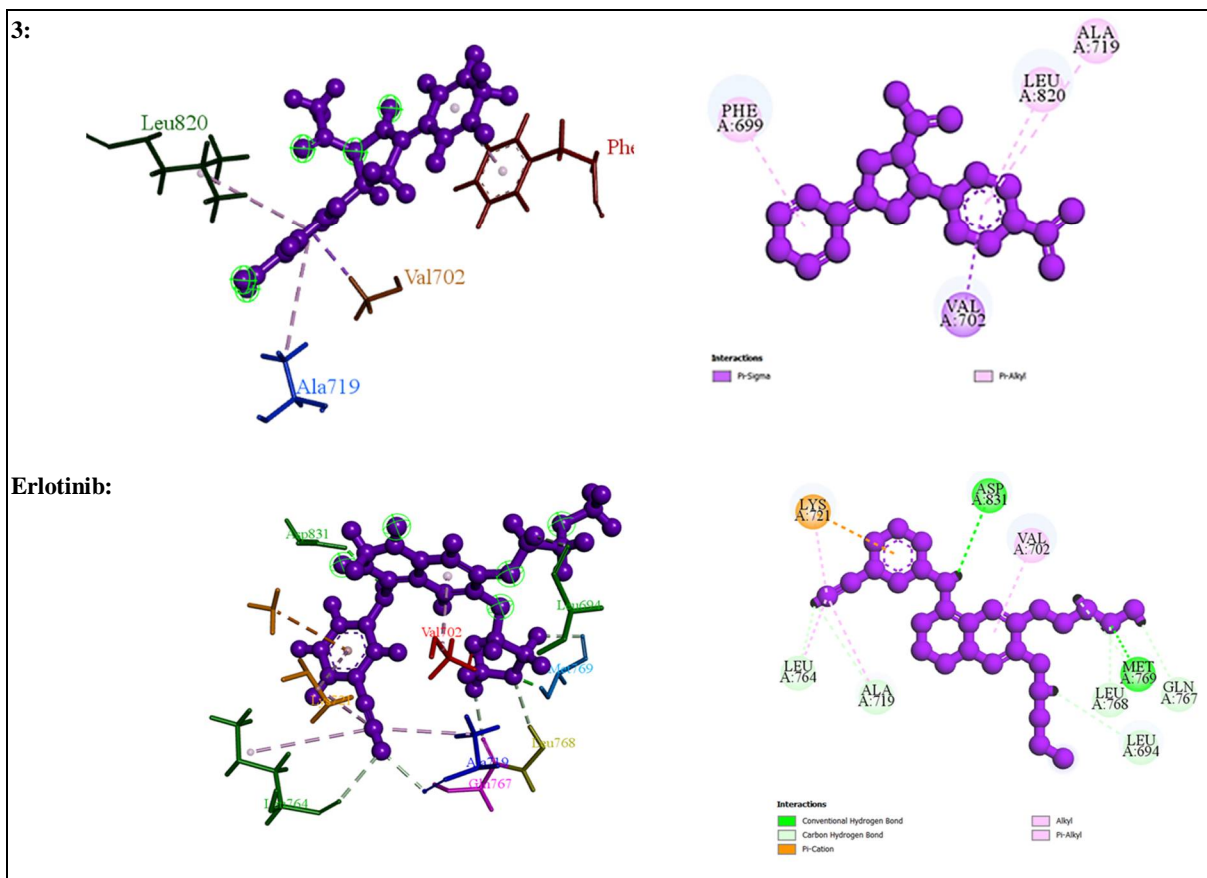 3:
Leu820
Phe
Val702
Ala719
ALA
A:719
LEU
A:820
PHE
A:699
VAL
A:702
Interactions
Pi-Sigma
Pi-Alkyl
Erlotinib:
Asp831
Leu694
Val702
Met769
Leu768
Ala719
Gln767
ASP
A:831
LYS
A:721
VAL
A:702
LEU
A:764
ALA
A:719
MET
A:769
LEU
A:768
GLN
A:767
LEU
A:694
Interactions
Conventional Hydrogen Bond
Carbon Hydrogen Bond
Pi-Cation
Alkyl
Pi-Alkyl